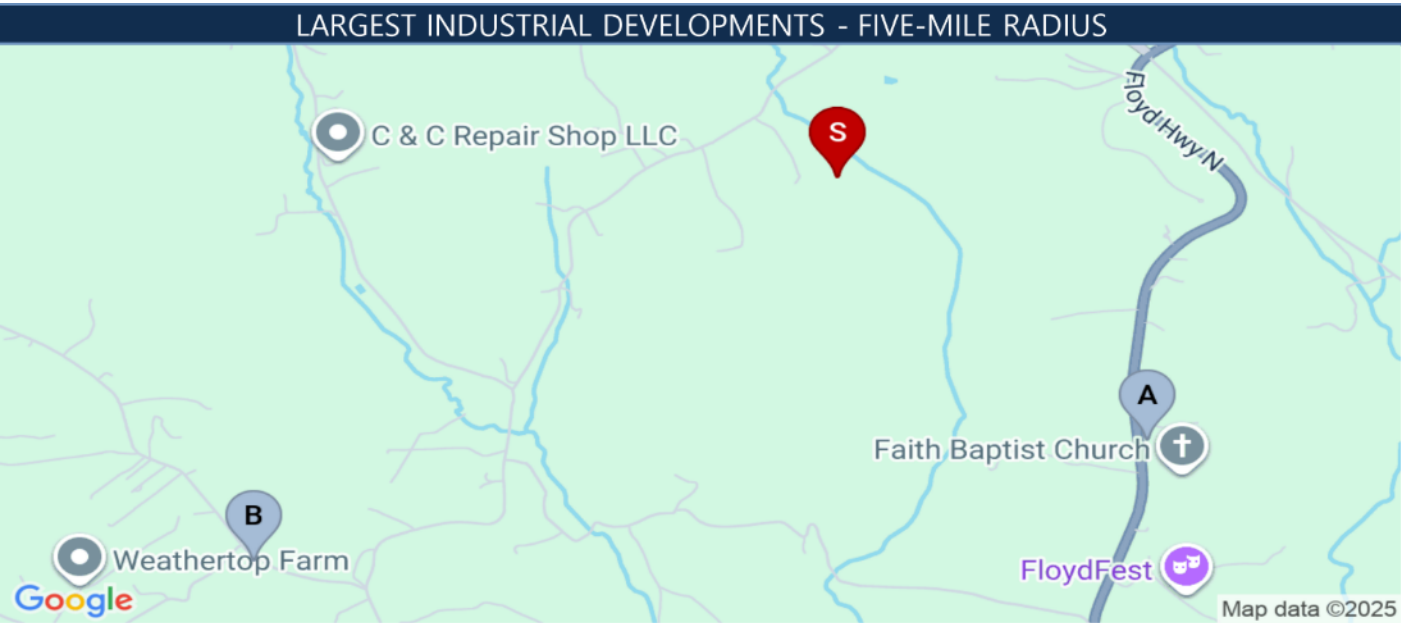 LARGEST INDUSTRIAL DEVELOPMENTS - FIVE-MILE RADIUS
Floyd Hwy N
C & C Repair Shop LLC
S
A
Faith Baptist Church
B
Weathertop Farm
FloydFest
Google
Map data ©2025